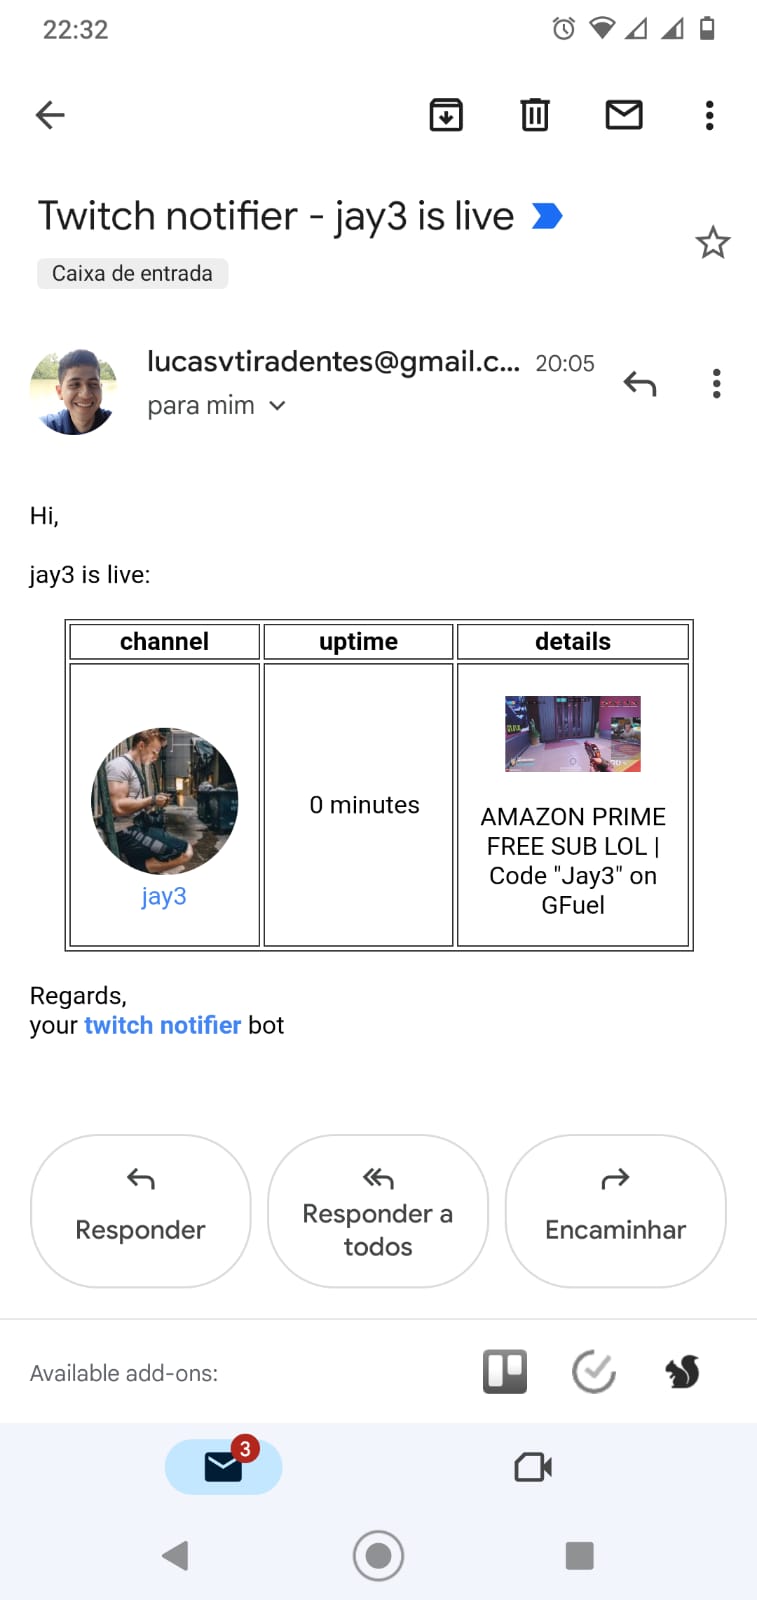 22:32
Twitch notifier - jay3 is live
Caixa de entrada
lucasvtiradentes@gmail.c... 20:05
para mim
Hi,
jay3 is live:
channel uptime details
0 minutes
AMAZON PRIME
FREE SUB LOL |
Code "Jay3" on
GFuel
jay3
Regards,
your twitch notifier bot
Responder
Responder a
todos
Encaminhar
Available add-ons:
3